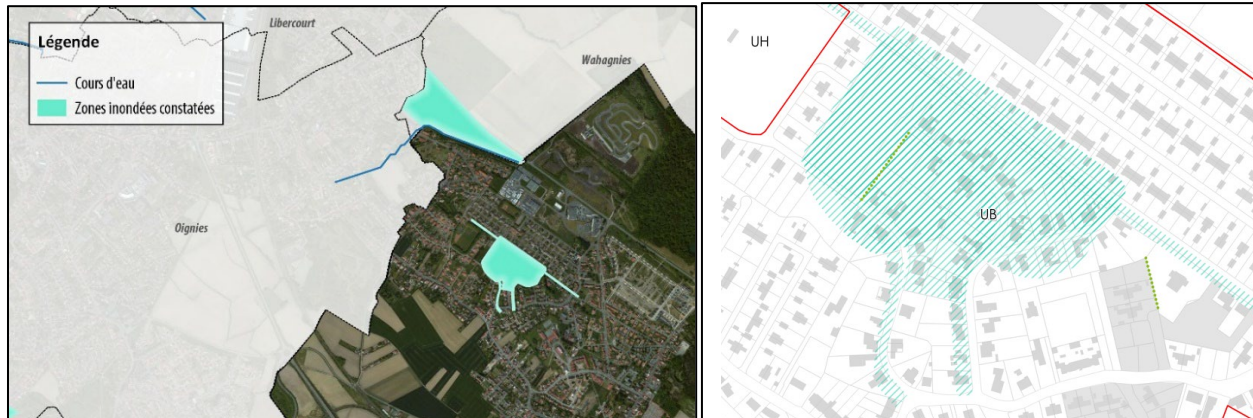 Libercourt
Légende
Cours d'eau
Zones inondées constatées
Wahagnies
Oignies
UH
UB